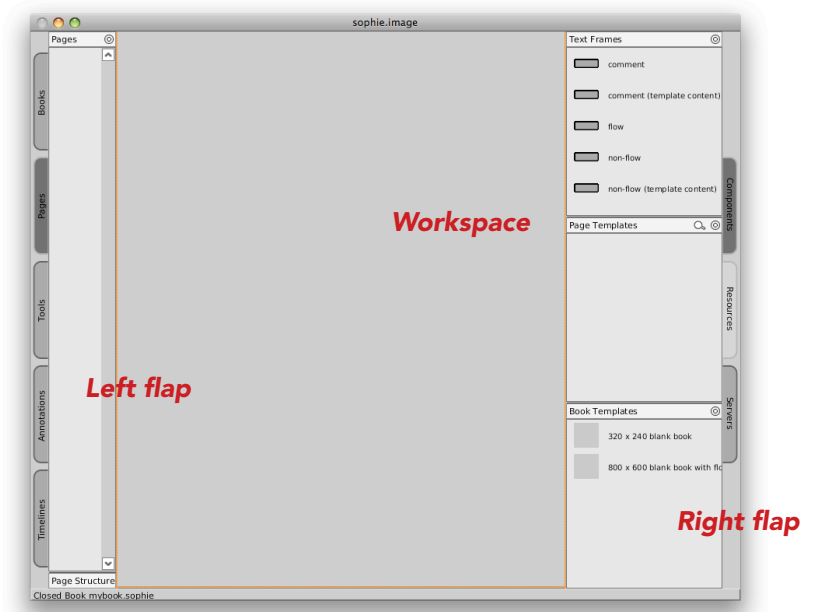 sophie.image
Pages
Text Frames
Books
Pages
Tools
Annotations
Timelines
comment
comment (template content)
flow
non-flow
non-flow (template content)
Components
Resources
Servers
Workspace
Page Templates
Left flap
Book Templates
320 x 240 blank book
800 x 600 blank book with flo
Right flap
Page Structure
Closed Book mybook.sophie